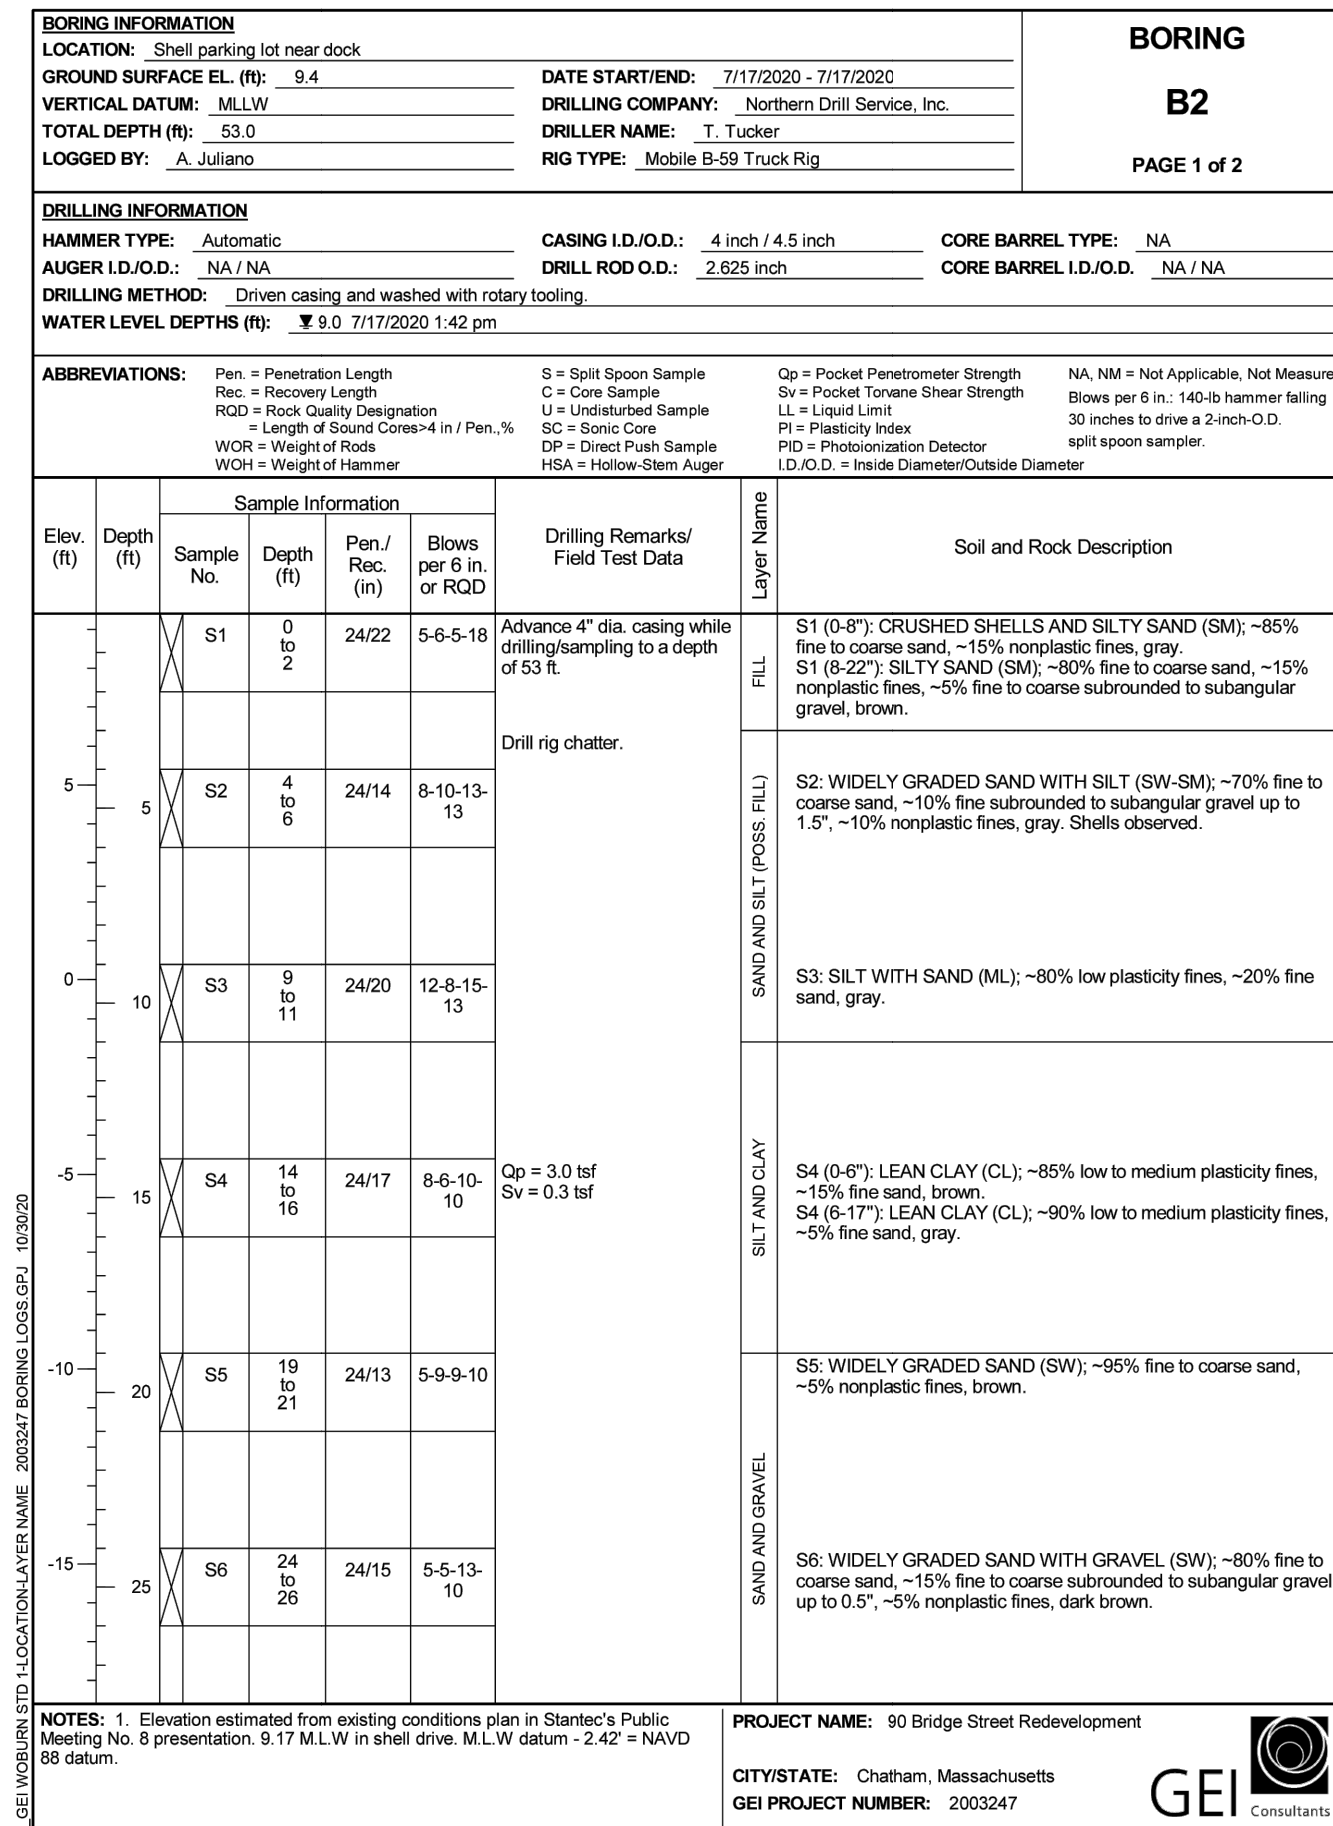 BORING INFORMATION
LOCATION: Shell parking lot near dock
GROUND SURFACE EL. (ft): 9.4 DATE START/END: 7/17/2020 - 7/17/2020
VERTICAL DATUM: MLLW DRILLING COMPANY: Northern Drill Service, Inc.
TOTAL DEPTH (ft): 53.0 DRILLER NAME: T. Tucker
LOGGED BY: A. Juliano RIG TYPE: Mobile B-59 Truck Rig
BORING
B2
PAGE 1 of 2
DRILLING INFORMATION
HAMMER TYPE: Automatic CASING I.D./O.D.: 4 inch / 4.5 inch CORE BARREL TYPE: NA
AUGER I.D./O.D.: NA / NA DRILL ROD O.D.: 2.625 inch CORE BARREL I.D./O.D. NA / NA
DRILLING METHOD: Driven casing and washed with rotary tooling.
WATER LEVEL DEPTHS (ft): 9.0 7/17/2020 1:42 pm
ABBREVIATIONS:
Pen. = Penetration Length
Rec. = Recovery Length
RQD = Rock Quality Designation
= Length of Sound Cores>4 in / Pen.,%
WOR = Weight of Rods
WOH = Weight of Hammer
S = Split Spoon Sample
C = Core Sample
U = Undisturbed Sample
SC = Sonic Core
DP = Direct Push Sample
HSA = Hollow-Stem Auger
Qp = Pocket Penetrometer Strength
Sv = Pocket Torvane Shear Strength
LL = Liquid Limit
PI = Plasticity Index
PID = Photoionization Detector
I.D./O.D. = Inside Diameter/Outside Diameter
NA, NM = Not Applicable, Not Measure
Blows per 6 in.: 140-lb hammer falling
30 inches to drive a 2-inch-O.D.
split spoon sampler.
Elev.
(ft)
Depth
(ft)
Sample Information
Sample
No.
Depth
(ft)
Pen./
Rec.
(in)
Blows
per 6 in.
or RQD
Drilling Remarks/
Field Test Data
Layer Name
Soil and Rock Description
S1
0
to
2
24/22
5-6-5-18
Advance 4" dia. casing while
drilling/sampling to a depth
of 53 ft.
FILL
S1 (0-8"): CRUSHED SHELLS AND SILTY SAND (SM); ~85%
fine to coarse sand, ~15% nonplastic fines, gray.
S1 (8-22"): SILTY SAND (SM); ~80% fine to coarse sand, ~15%
nonplastic fines, ~5% fine to coarse subrounded to subangular
gravel, brown.
Drill rig chatter.
5
5
S2
4
to
6
24/14
8-10-13-
13
SAND AND SILT (POSS. FILL)
S2: WIDELY GRADED SAND WITH SILT (SW-SM); ~70% fine to
coarse sand, ~10% fine subrounded to subangular gravel up to
1.5", ~10% nonplastic fines, gray. Shells observed.
0
10
S3
9
to
11
24/20
12-8-15-
13
S3: SILT WITH SAND (ML); ~80% low plasticity fines, ~20% fine
sand, gray.
-5
15
S4
14
to
16
24/17
8-6-10-
10
Qp = 3.0 tsf
Sv = 0.3 tsf
SILT AND CLAY
S4 (0-6"): LEAN CLAY (CL); ~85% low to medium plasticity fines,
~15% fine sand, brown.
S4 (6-17"): LEAN CLAY (CL); ~90% low to medium plasticity fines,
~5% fine sand, gray.
-10
20
S5
19
to
21
24/13
5-9-9-10
S5: WIDELY GRADED SAND (SW); ~95% fine to coarse sand,
~5% nonplastic fines, brown.
SAND AND GRAVEL
-15
25
S6
24
to
26
24/15
5-5-13-
10
S6: WIDELY GRADED SAND WITH GRAVEL (SW); ~80% fine to
coarse sand, ~15% fine to coarse subrounded to subangular gravel
up to 0.5", ~5% nonplastic fines, dark brown.
GEI WOBURN STD 1-LOCATION-LAYER NAME 2003247 BORING LOGS.GPJ 10/30/20
NOTES: 1. Elevation estimated from existing conditions plan in Stantec's Public
Meeting No. 8 presentation. 9.17 M.L.W in shell drive. M.L.W datum - 2.42' = NAVD
88 datum.
PROJECT NAME: 90 Bridge Street Redevelopment
CITY/STATE: Chatham, Massachusetts
GEI PROJECT NUMBER: 2003247
GEI
Consultants